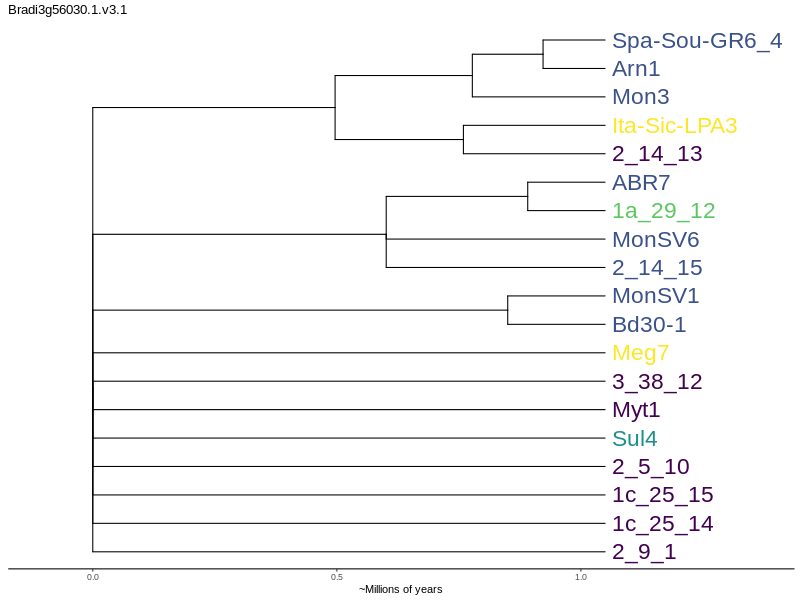 Bradi3g56030.1.v3.1
Spa-Sou-GR6_4
Arn1
Mon3
Ita-Sic-LPA3
2_14_13
ABR7
1a_29_12
MonSV6
2_14_15
MonSV1
Bd30-1
Meg7
3_38_12
Myt1
Sul4
2_5_10
1c_25_15
1c_25_14
2_9_1
0.0 0.5 1.0
~Millions of years